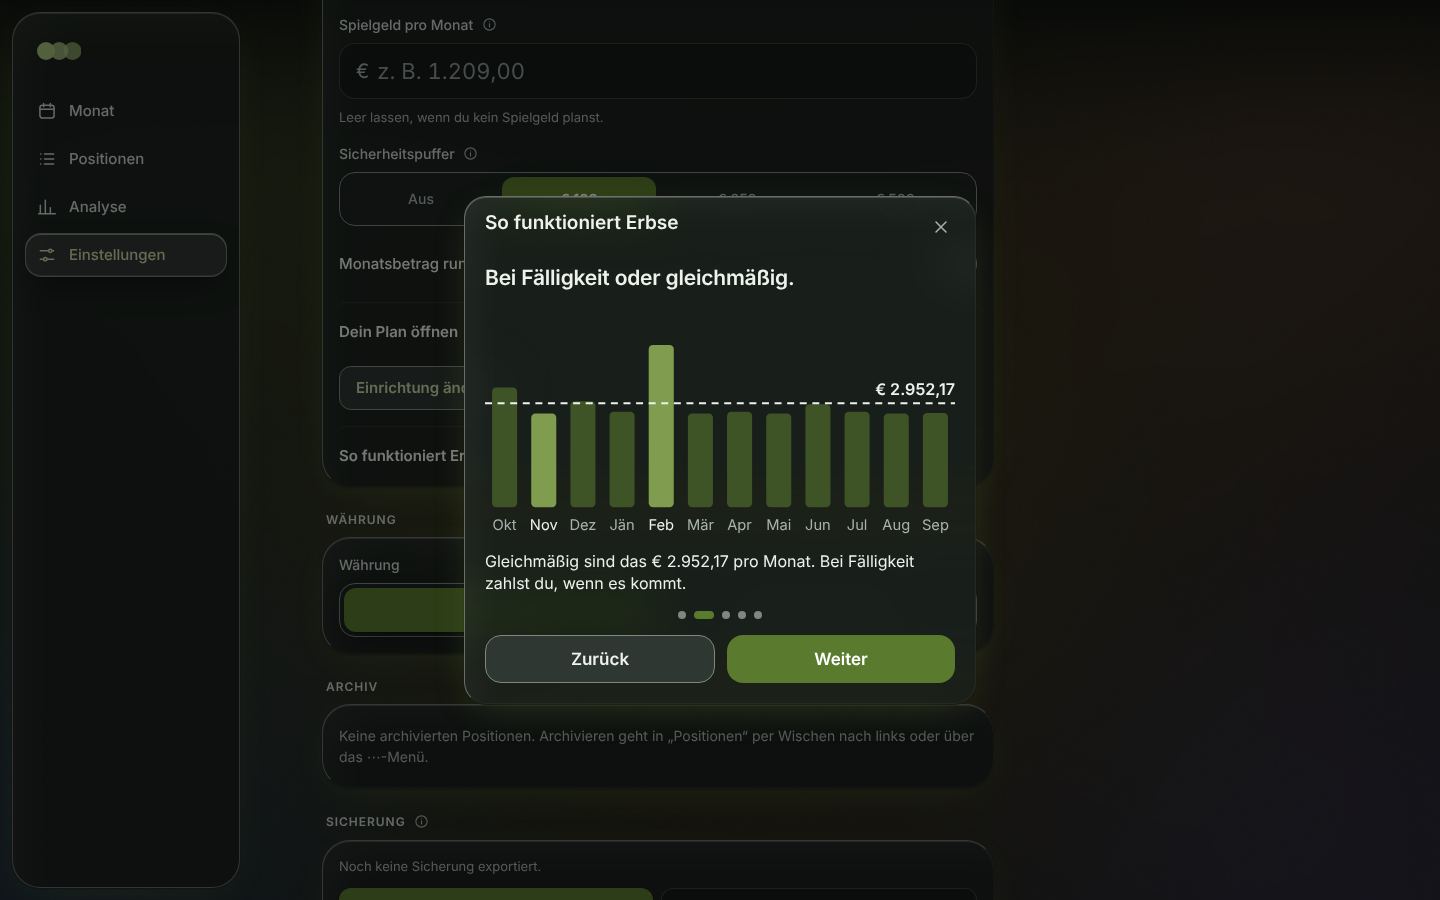 Monat
Positionen
Analyse
Einstellungen
Spielgeld pro Monat
€ z. B. 1.209,00
Leer lassen, wenn du kein Spielgeld planst.
Sicherheitspuffer
Aus
Monatsbetrag run
Dein Plan öffnen
Einrichtung änd
So funktioniert Er
So funktioniert Erbse
Bei Fälligkeit oder gleichmäßig.
€ 2.952,17
Okt Nov Dez Jän Feb Mär Apr Mai Jun Jul Aug Sep
Gleichmäßig sind das € 2.952,17 pro Monat. Bei Fälligkeit
zahlst du, wenn es kommt.
Zurück Weiter
WÄHRUNG
Währung
ARCHIV
Keine archivierten Positionen. Archivieren geht in „Positionen“ per Wischen nach links oder über
das ···-Menü.
SICHERUNG
Noch keine Sicherung exportiert.